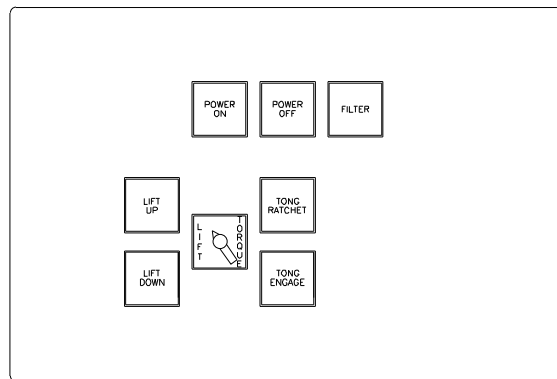 POWER
ON
POWER
OFF
FILTER
LIFT
UP
TONG
RATCHET
LIFT
TORQUE
LIFT
DOWN
TONG
ENGAGE